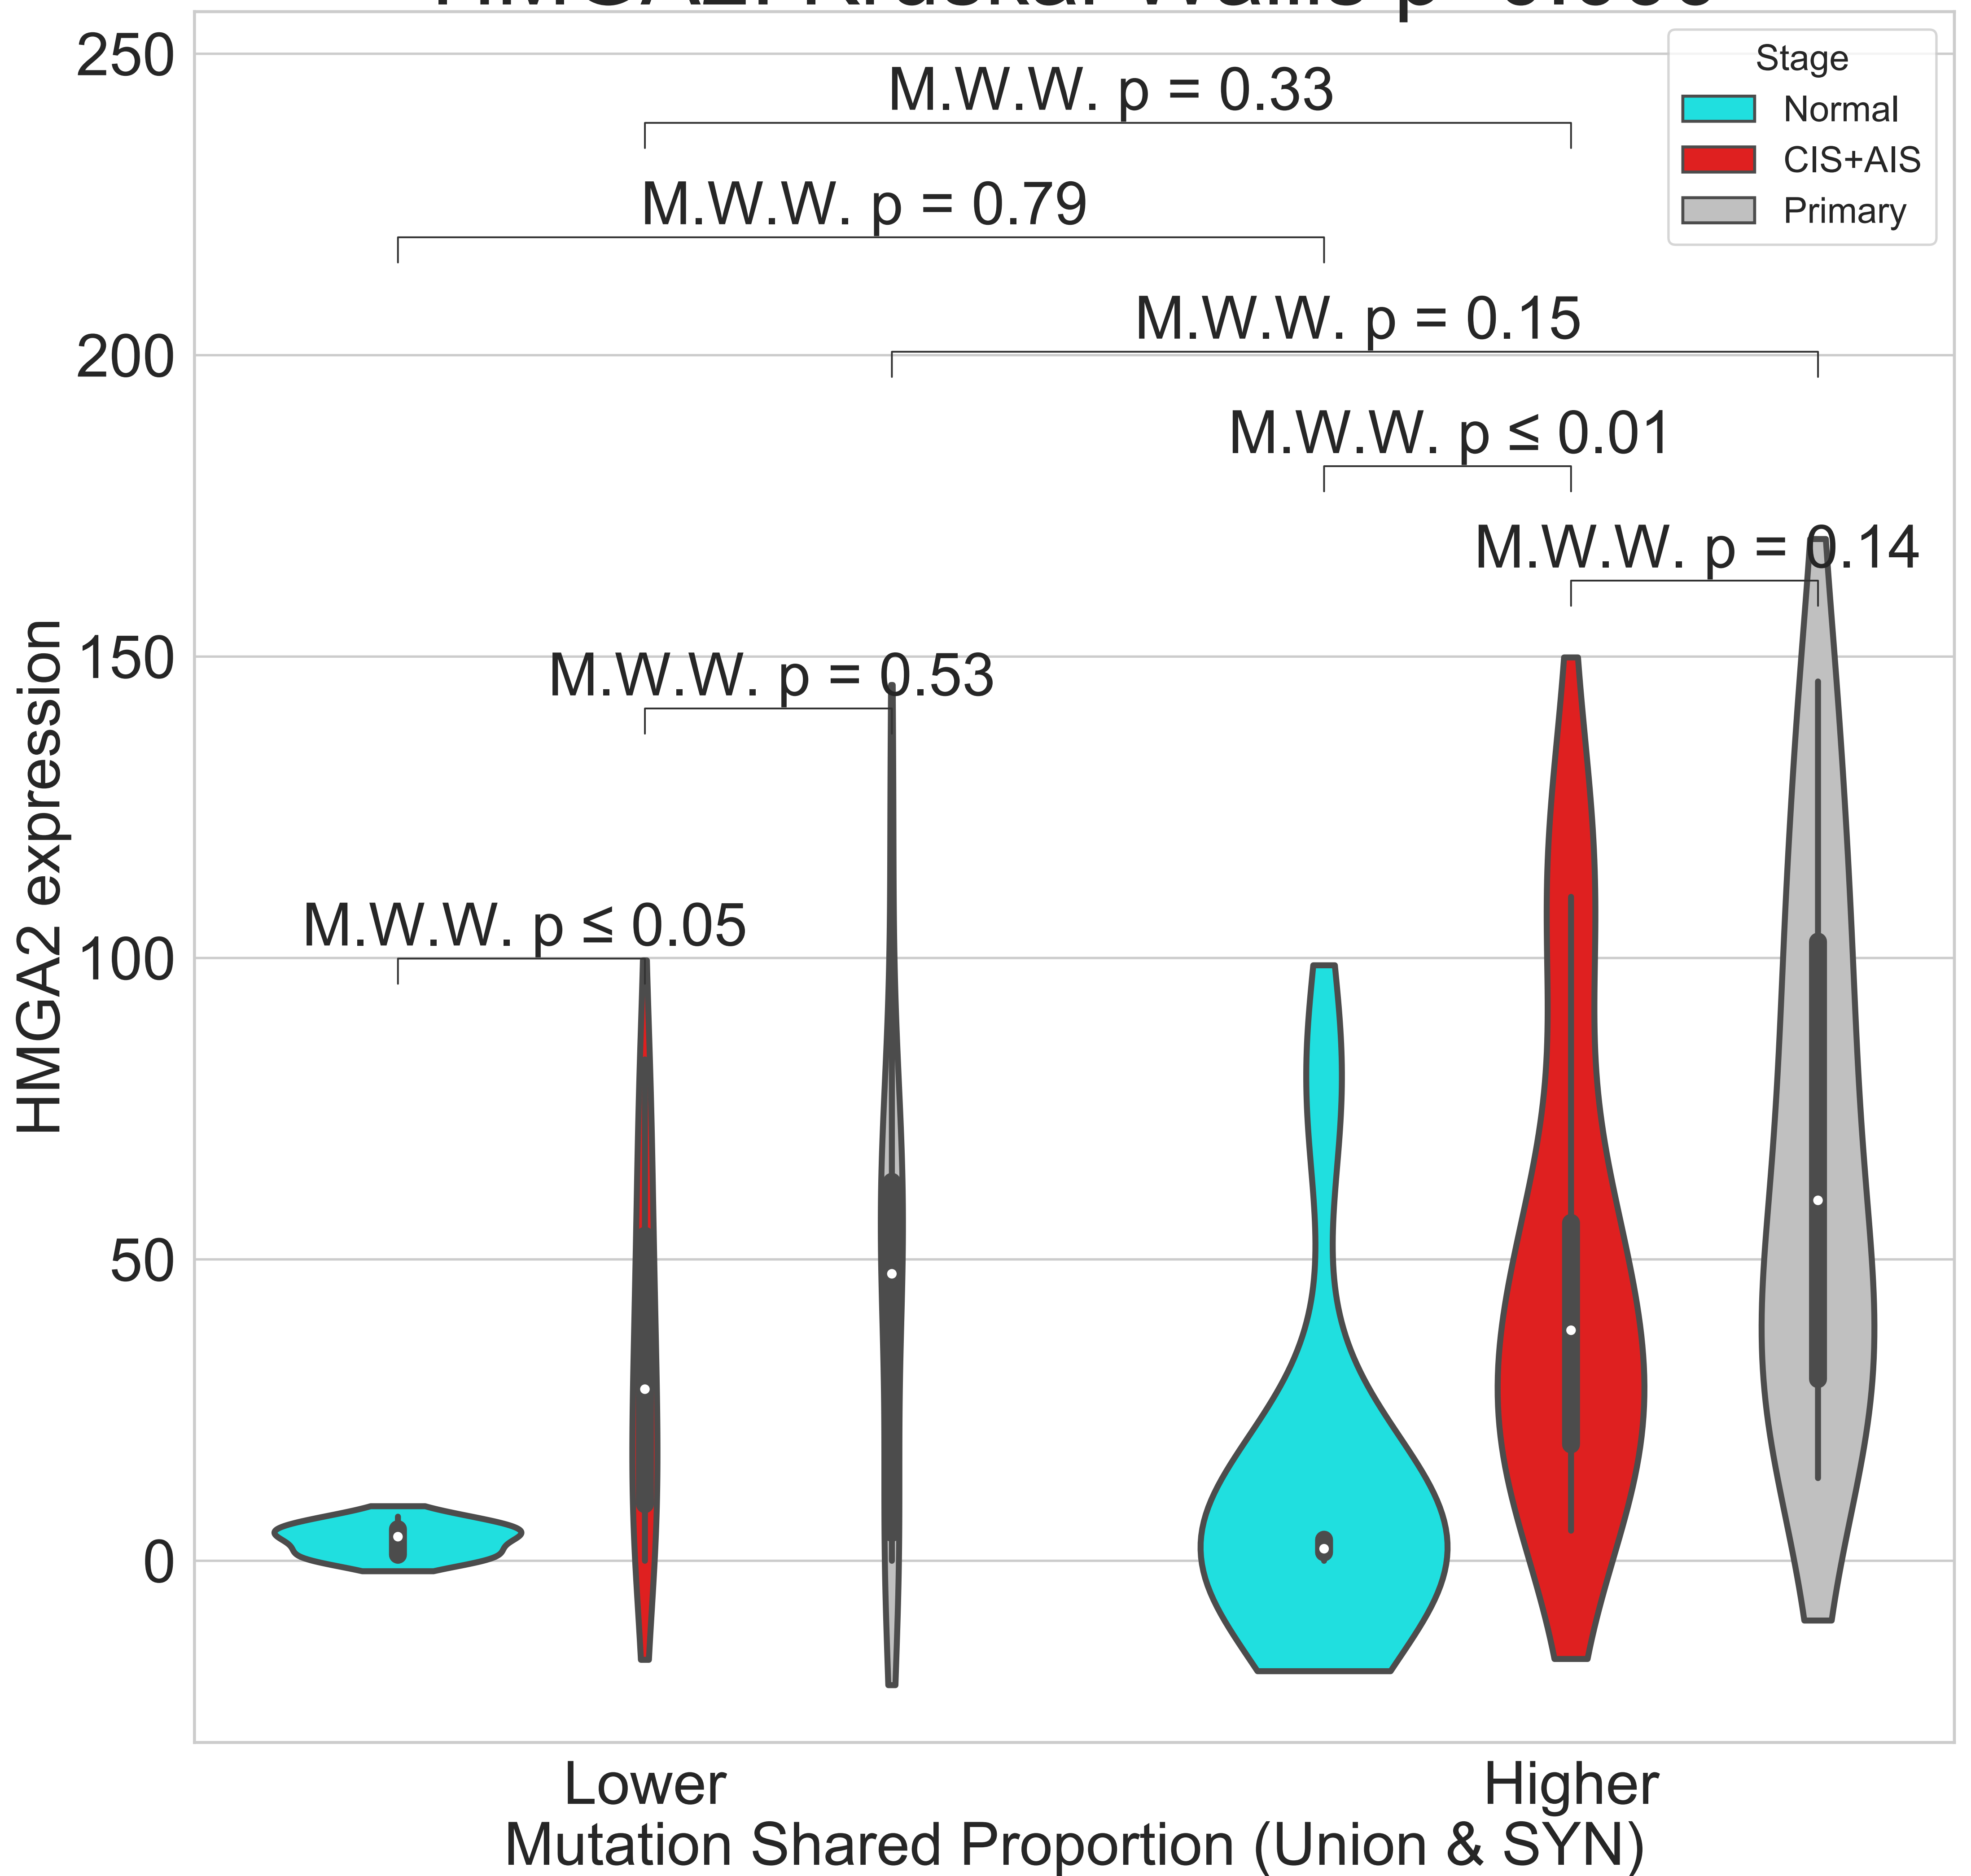 250
M.W.W. p = 0.33
Stage
Normal
CIS+AIS
Primary
M.W.W. p = 0.79
M.W.W. p = 0.15
200
M.W.W. p ≤ 0.01
M.W.W. p = 0.14
150
M.W.W. p = 0.53
M.W.W. p ≤ 0.05
100
50
0
HMGA2 expression
Lower
Higher
Mutation Shared Proportion (Union & SYN)